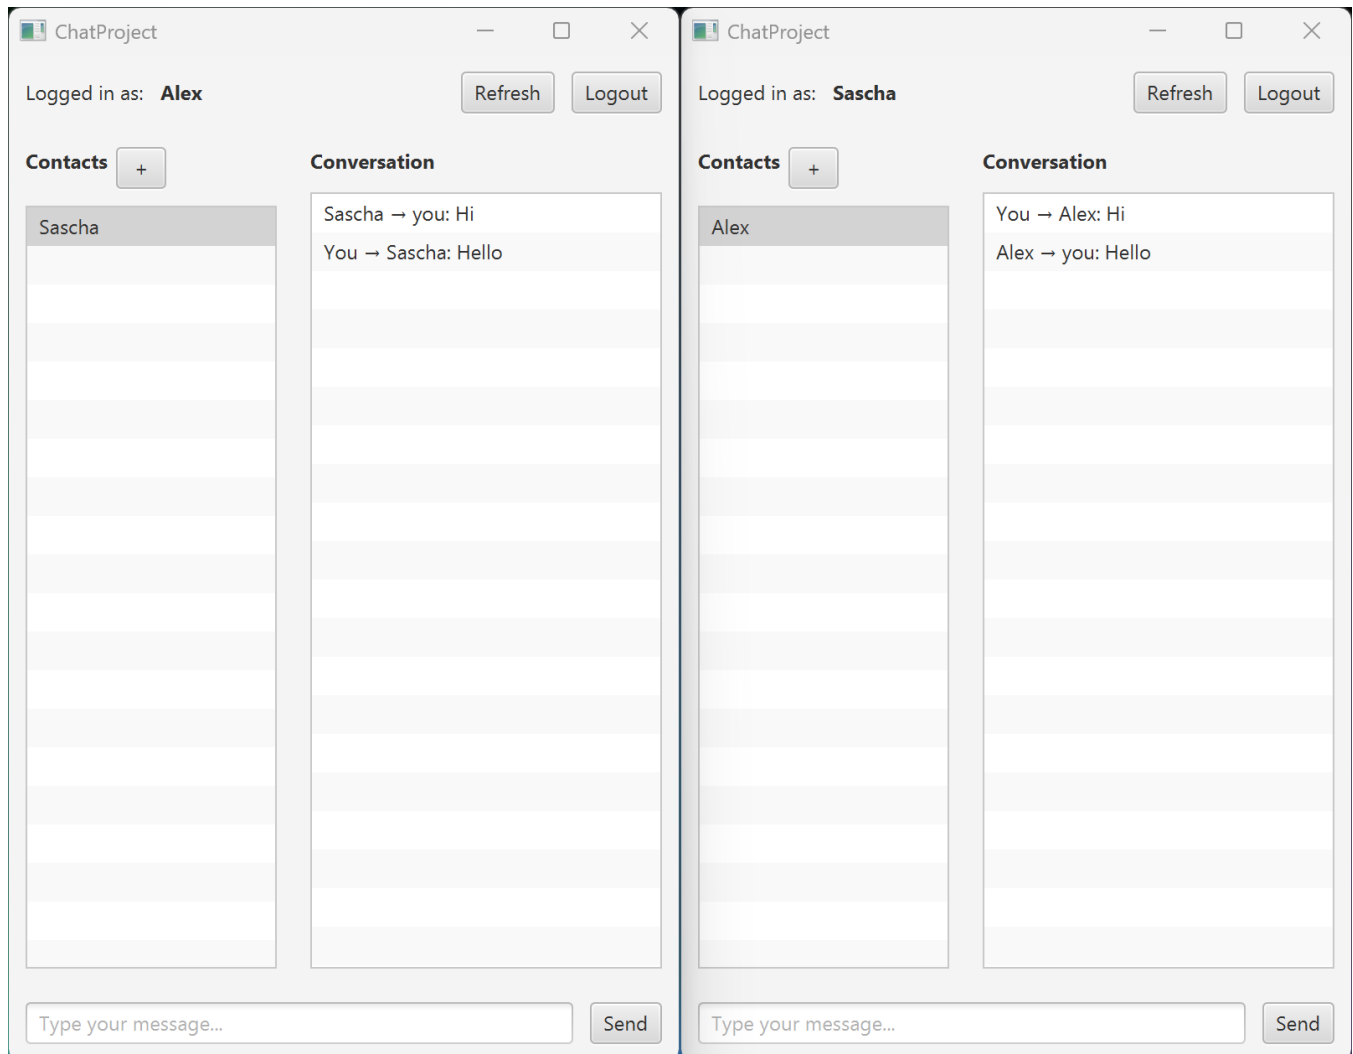 ChatProject
Logged in as: Alex
Refresh
Logout
Contacts
+
Conversation
Sascha
Sascha → you: Hi
You → Sascha: Hello
Type your message...
Send
ChatProject
Logged in as: Sascha
Refresh
Logout
Contacts
+
Conversation
Alex
You → Alex: Hi
Alex → you: Hello
Type your message...
Send